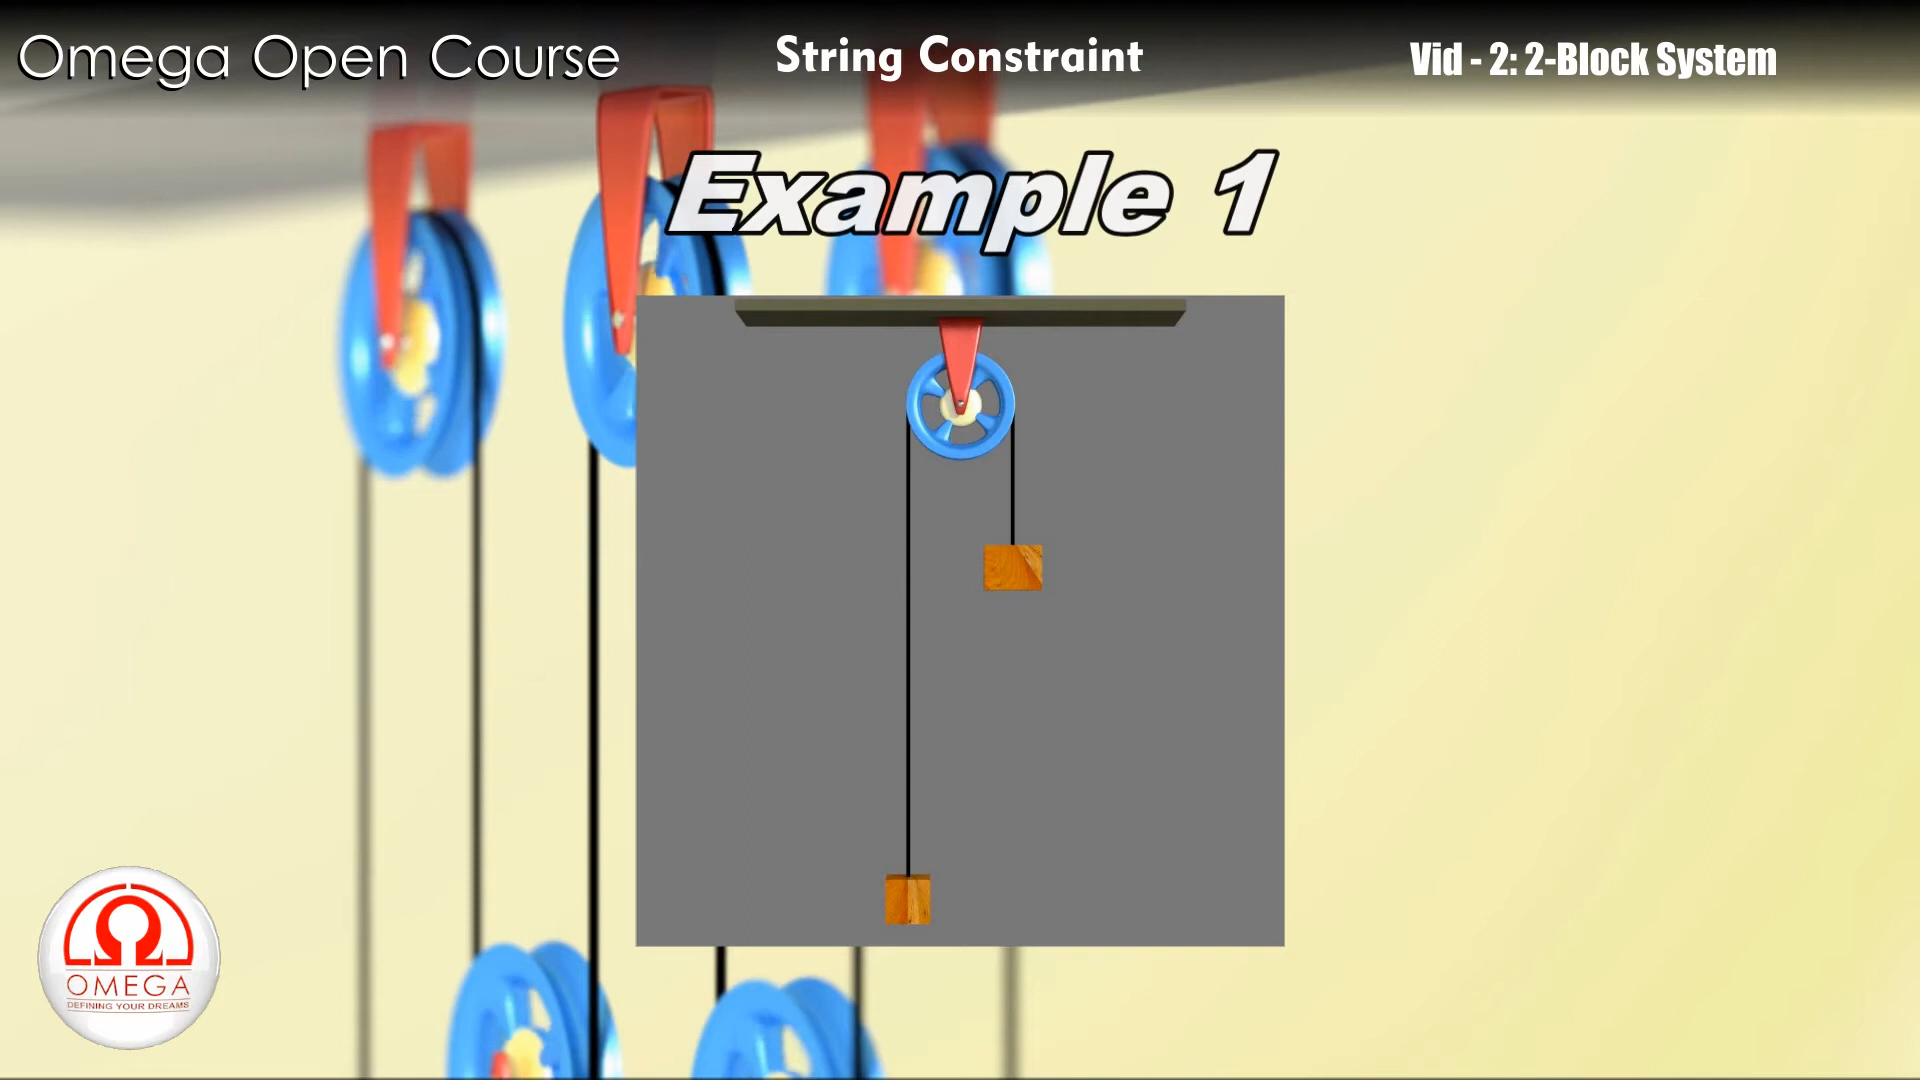 Omega Open Course
String Constraint
Vid - 2: 2-Block System
Example 1
Ω
OMEGA
DEFINING YOUR DREAMS